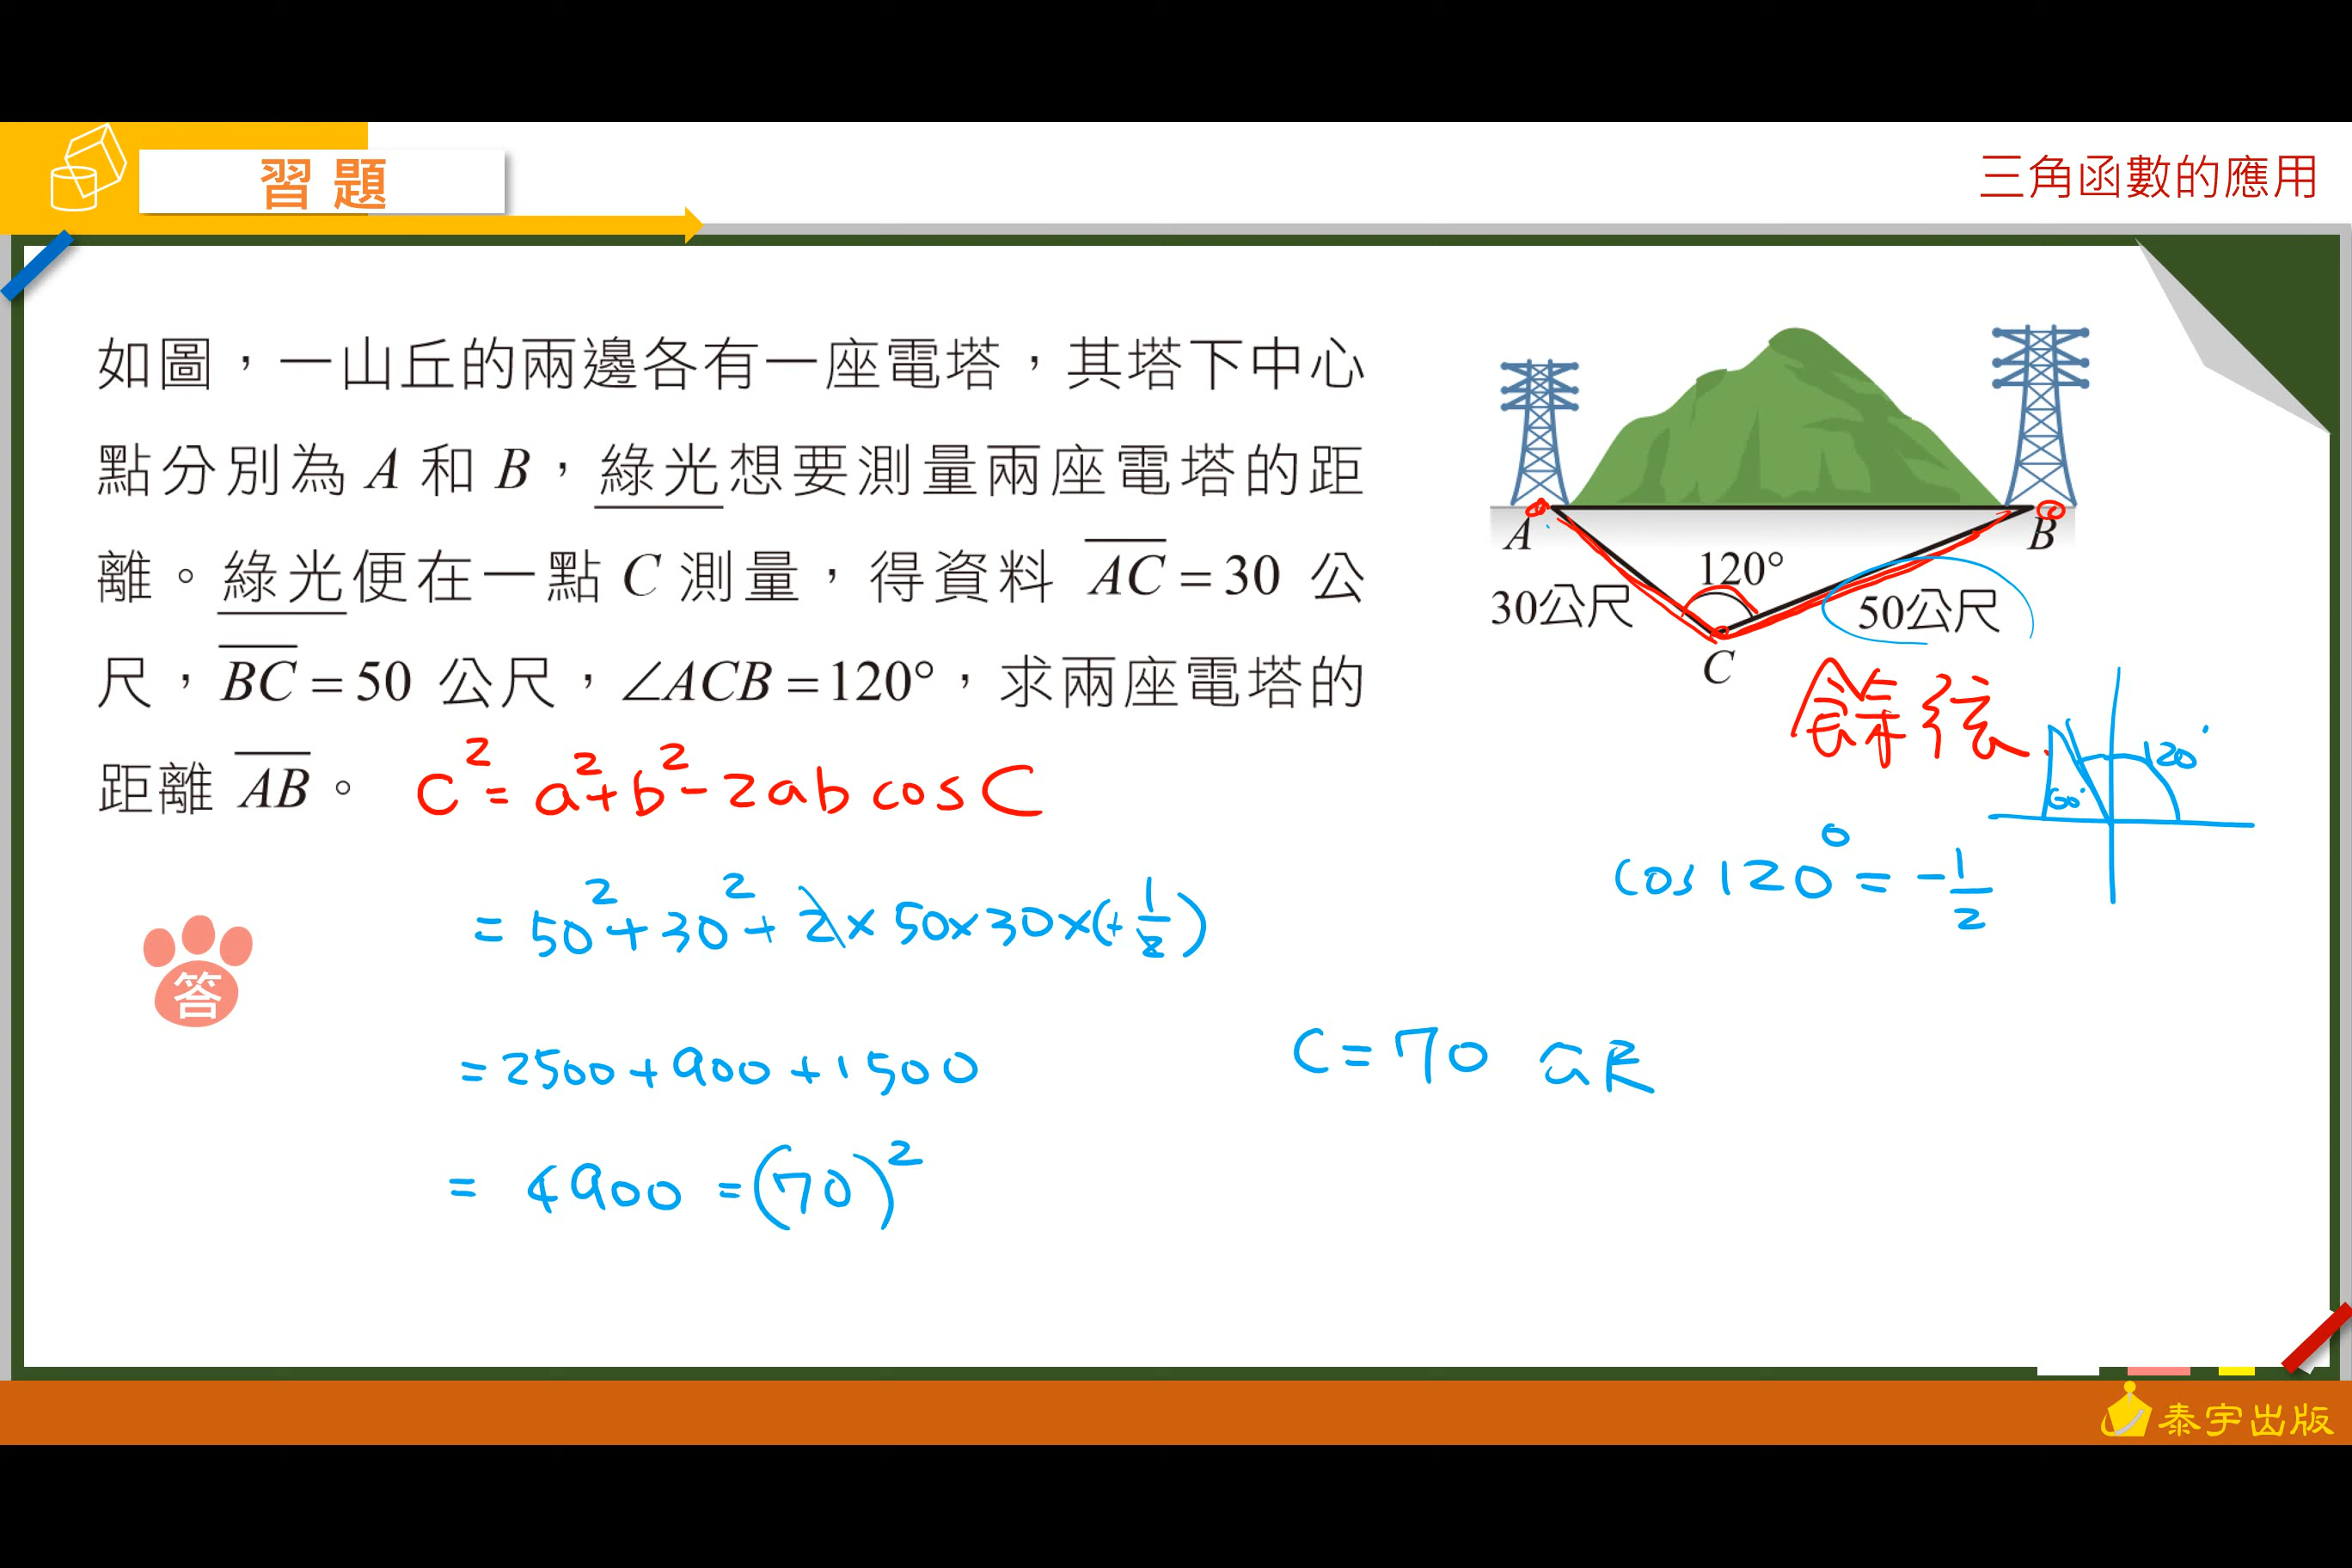 習題
三角函數的應用
如圖，一山丘的兩邊各有一座電塔，其塔下中心
點分別為 A 和 B，綠光想要測量兩座電塔的距
離。綠光便在一點 C 測量，得資料 AC = 30 公
尺，BC = 50 公尺，∠ACB = 120°，求兩座電塔的
距離 AB。
A
B
120°
30公尺
50公尺
C
餘弦
C² = a² + b² - 2ab cos C
120°
60°
cos 120° = -1/2
= 50² + 30² + 2 × 50 × 30 × (+1/2)
答
= 2500 + 900 + 1500
C = 70 公尺
= 4900 = (70)²
泰宇出版